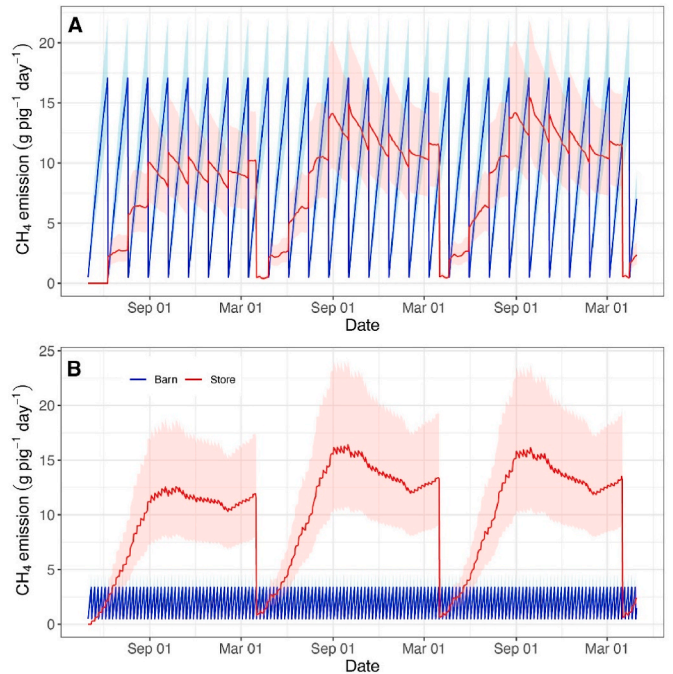 A
CH₄ emission (g pig⁻¹ day⁻¹)
20
15
10
5
0
Sep 01 Mar 01 Sep 01 Mar 01 Sep 01 Mar 01
Date
B
Barn Store
CH₄ emission (g pig⁻¹ day⁻¹)
25
20
15
10
5
0
Sep 01 Mar 01 Sep 01 Mar 01 Sep 01 Mar 01
Date